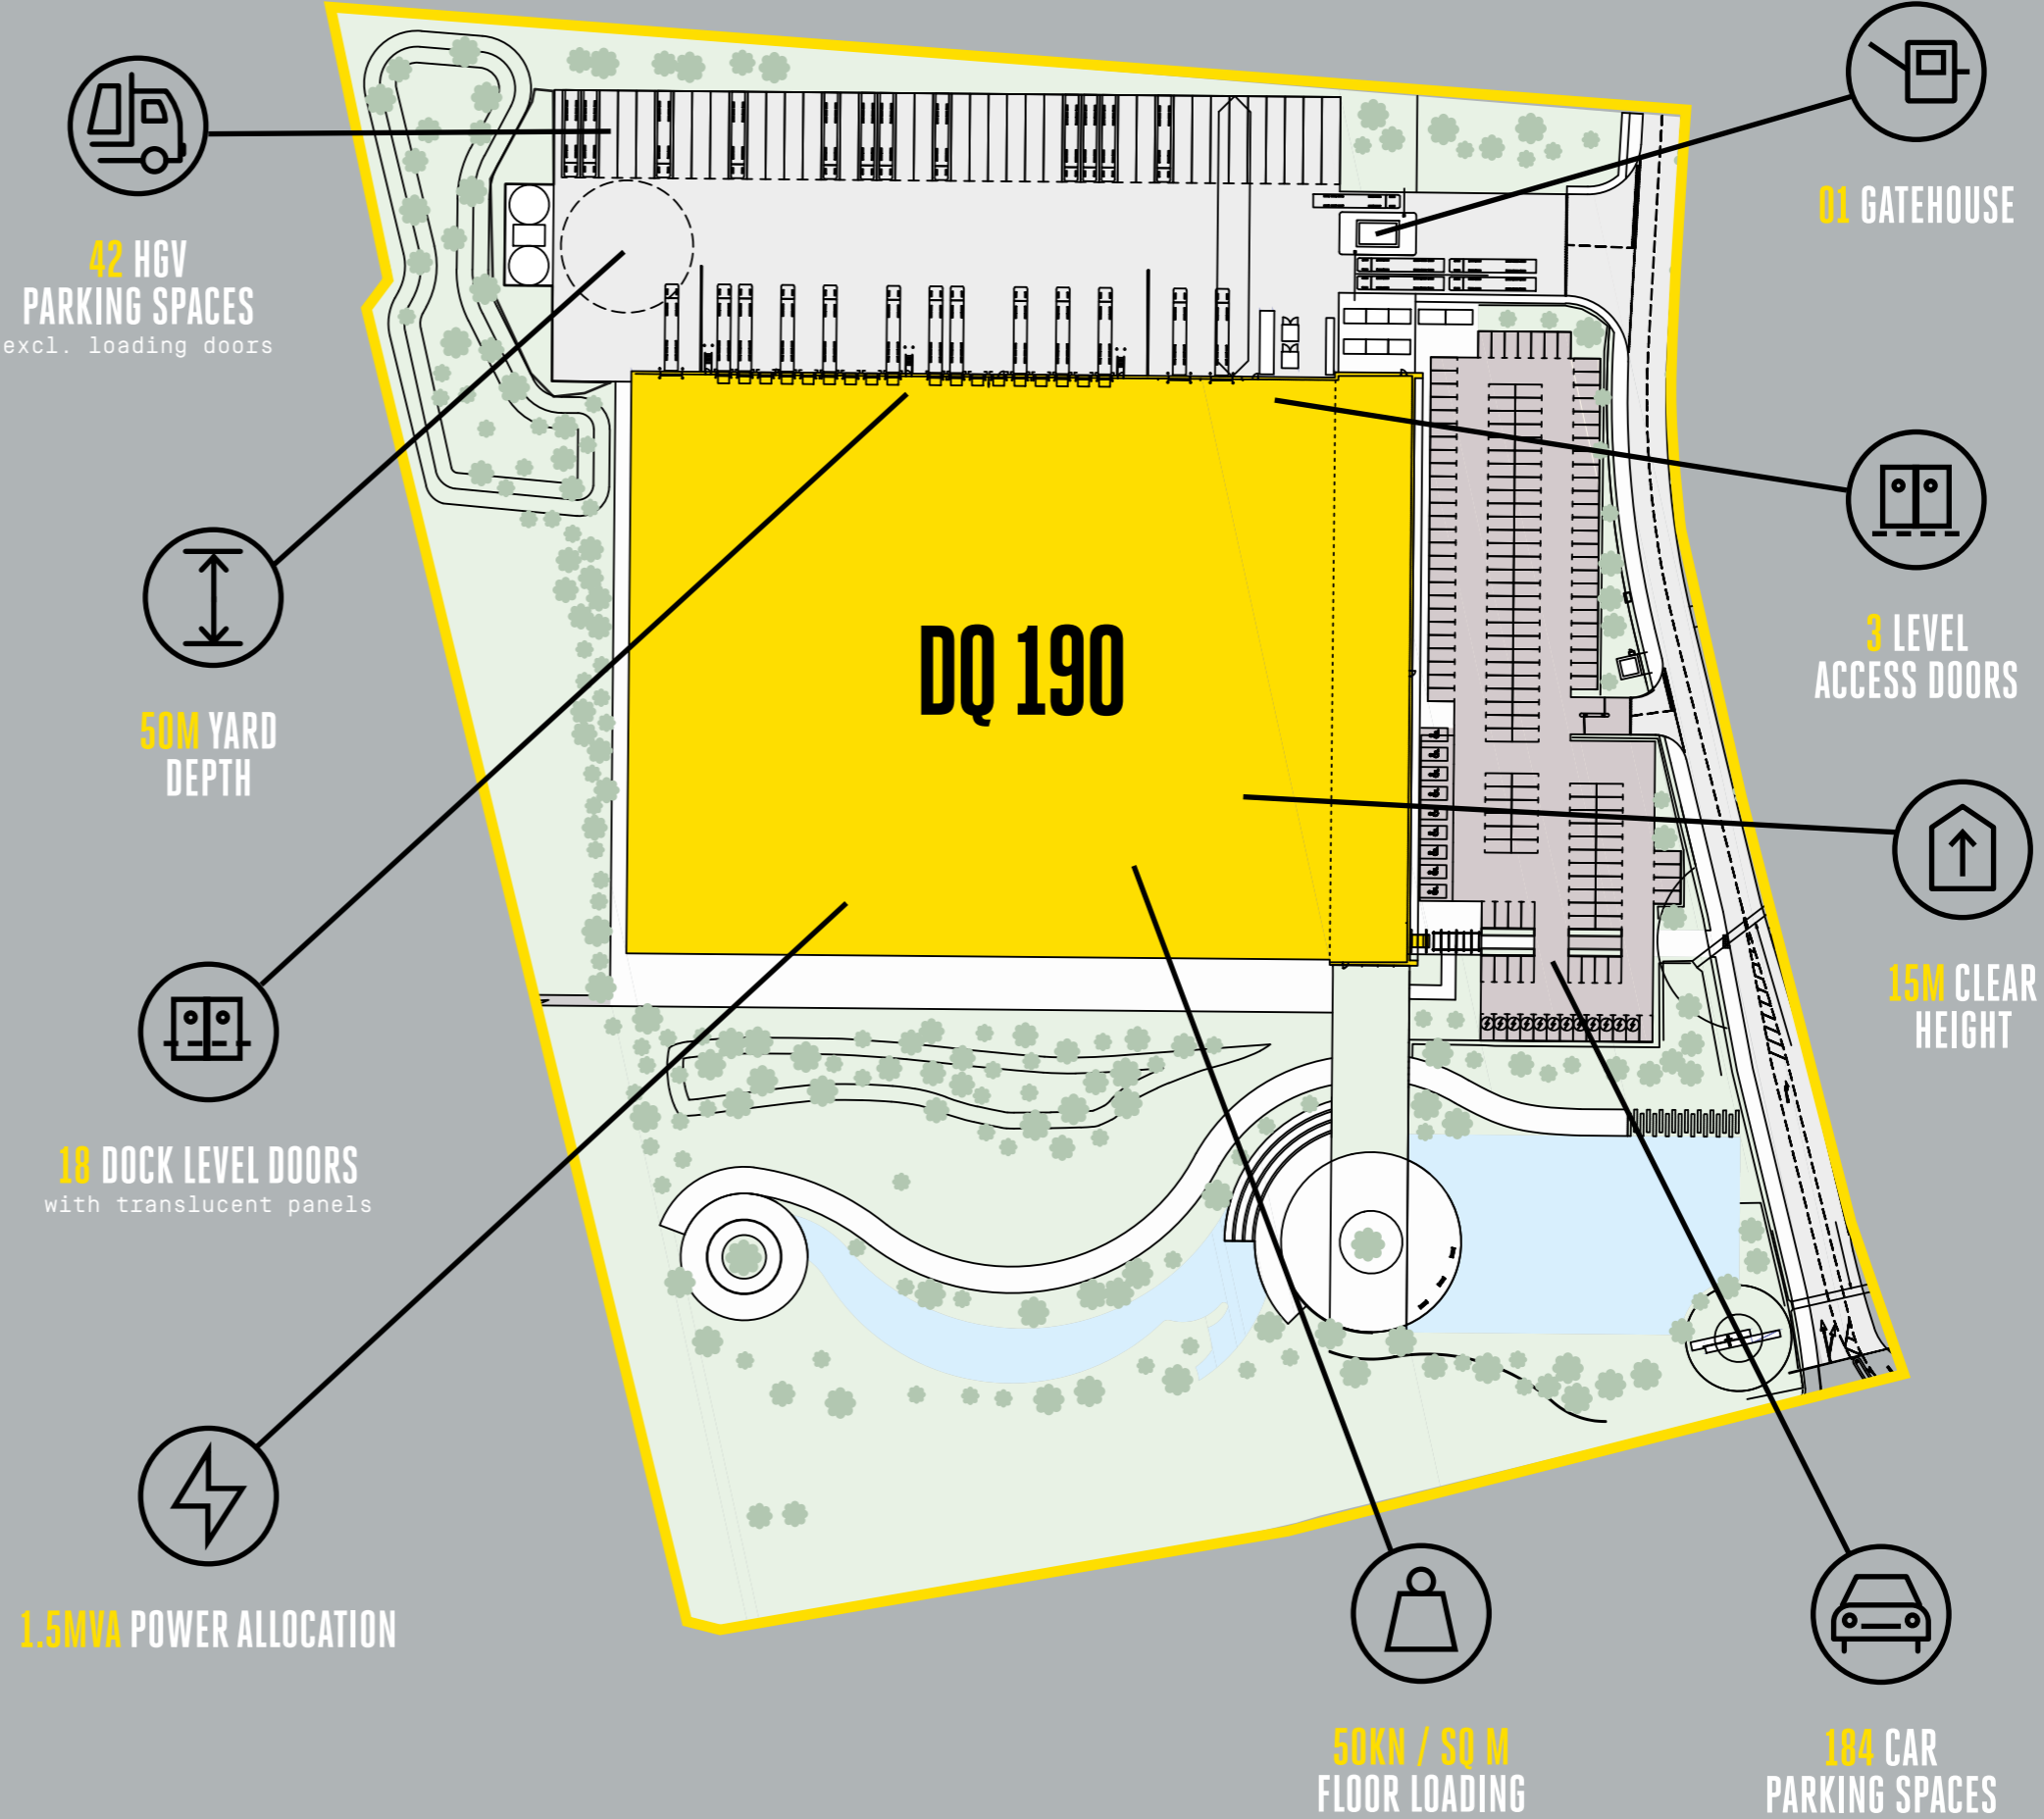 42 HGV
PARKING SPACES
excl. loading doors
50M YARD
DEPTH
18 DOCK LEVEL DOORS
with translucent panels
1.5MVA POWER ALLOCATION
DQ 190
01 GATEHOUSE
3 LEVEL
ACCESS DOORS
15M CLEAR
HEIGHT
50KN / SQ M
FLOOR LOADING
184 CAR
PARKING SPACES